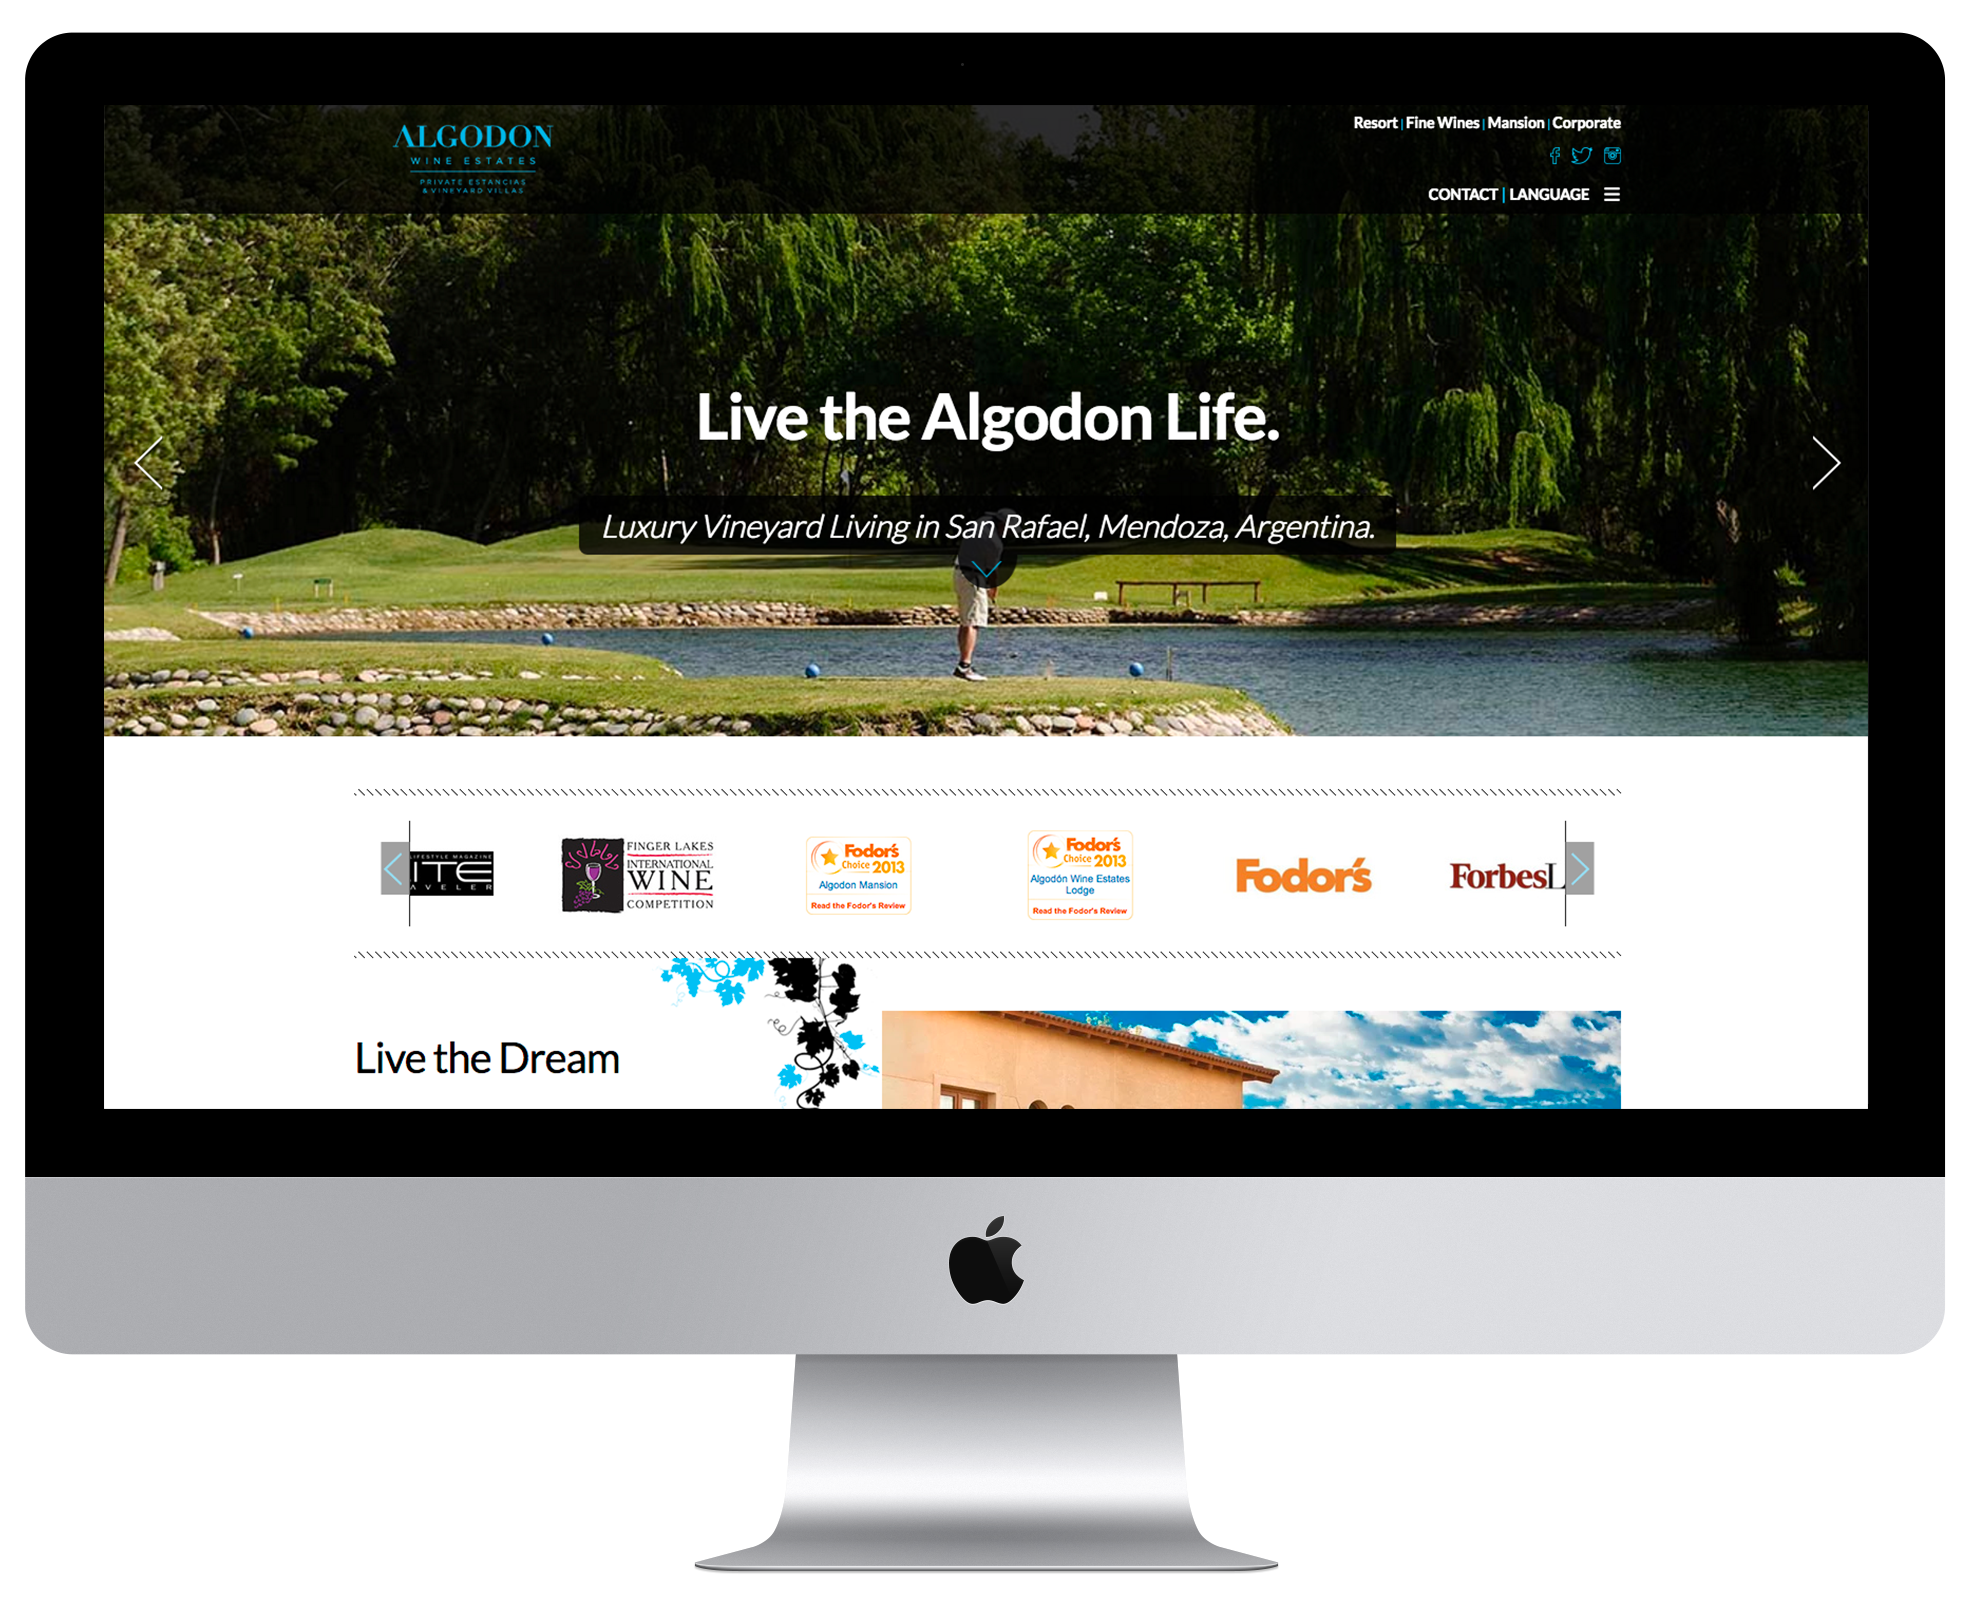 ALGODON
WINE ESTATES
PRIVATE ESTANCIAS
& VINEYARD VILLAS
Resort | Fine Wines | Mansion | Corporate
CONTACT | LANGUAGE
Live the Algodon Life.
Luxury Vineyard Living in San Rafael, Mendoza, Argentina.
LIFESTYLE MAGAZINE
ITE
AVELER
FINGER LAKES
INTERNATIONAL
WINE
COMPETITION
Fodor's
Choice 2013
Algodon Mansion
Read the Fodor's Review
Fodor's
Choice 2013
Algodón Wine Estates
Lodge
Read the Fodor's Review
Fodor's
ForbesL
Live the Dream